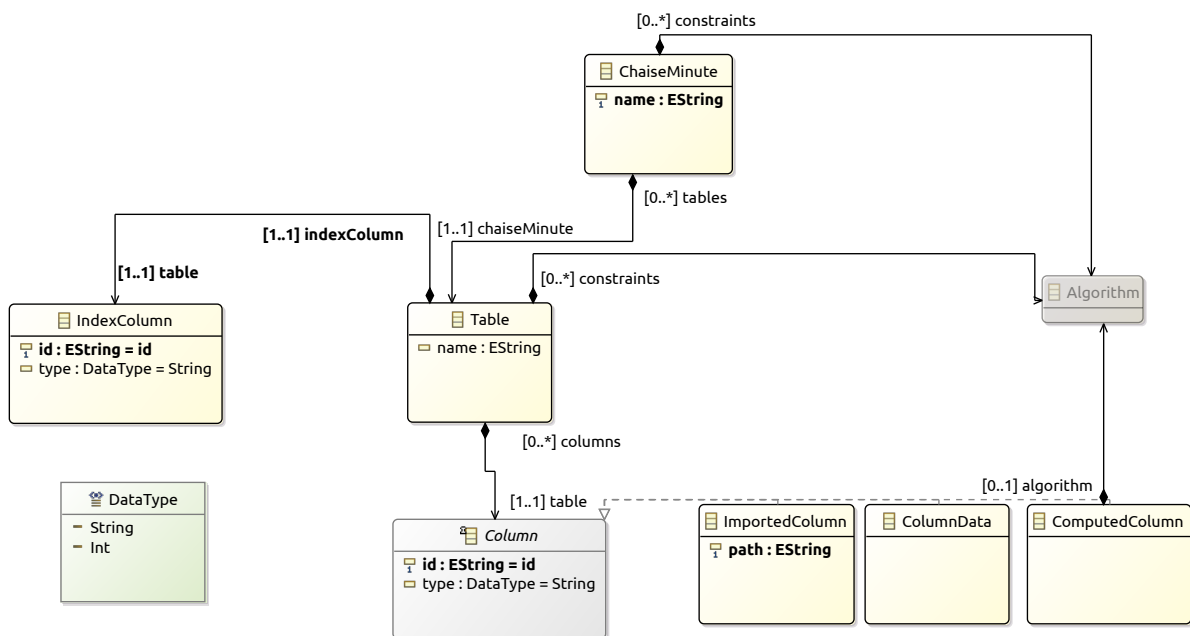 [0..*] constraints
ChaiseMinute
name : EString
[0..*] tables
[1..1] indexColumn
[1..1] chaiseMinute
[1..1] table
[0..*] constraints
Algorithm
IndexColumn
id : EString = id
type : DataType = String
Table
name : EString
[0..*] columns
[1..1] table
[0..1] algorithm
DataType
String
Int
Column
id : EString = id
type : DataType = String
ImportedColumn
path : EString
ColumnData
ComputedColumn